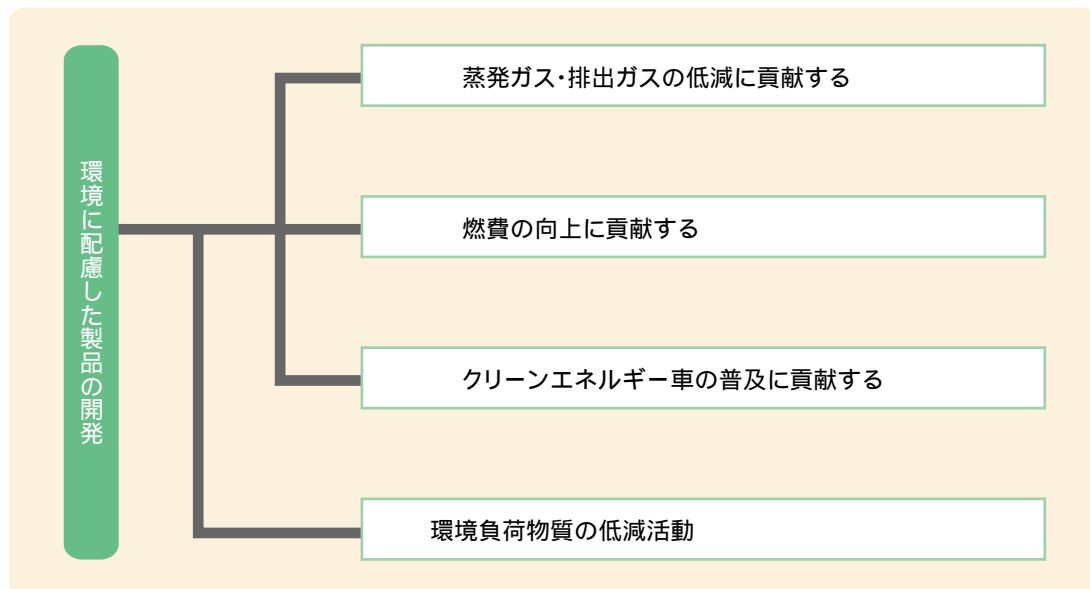 環境に配慮した製品の開発
蒸発ガス・排出ガスの低減に貢献する
燃費の向上に貢献する
クリーンエネルギー車の普及に貢献する
環境負荷物質の低減活動